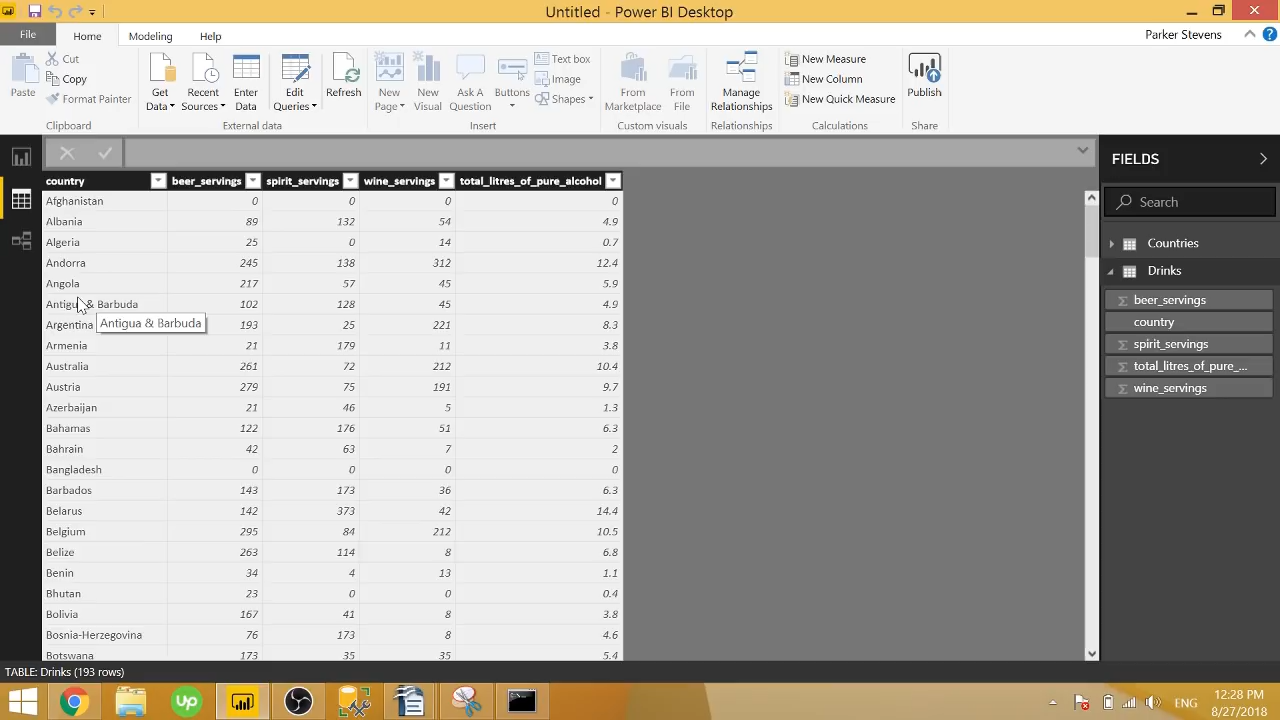 Untitled - Power BI Desktop
File Home Modeling Help Parker Stevens
Paste Cut Copy Format Painter
Clipboard
Get Data Recent Sources Enter Data Edit Queries Refresh
External data
New Page New Visual Ask A Question Buttons Text box Image Shapes
Insert
From Marketplace From File
Custom visuals
Manage Relationships
Relationships
New Measure New Column New Quick Measure
Calculations
Publish
Share
country beer_servings spirit_servings wine_servings total_litres_of_pure_alcohol
Afghanistan 0 0 0 0
Albania 89 132 54 4.9
Algeria 25 0 14 0.7
Andorra 245 138 312 12.4
Angola 217 57 45 5.9
Antigua & Barbuda 102 128 45 4.9
Antigua & Barbuda
Argentina 193 25 221 8.3
Armenia 21 179 11 3.8
Australia 261 72 212 10.4
Austria 279 75 191 9.7
Azerbaijan 21 46 5 1.3
Bahamas 122 176 51 6.3
Bahrain 42 63 7 2
Bangladesh 0 0 0 0
Barbados 143 173 36 6.3
Belarus 142 373 42 14.4
Belgium 295 84 212 10.5
Belize 263 114 8 6.8
Benin 34 4 13 1.1
Bhutan 23 0 0 0.4
Bolivia 167 41 8 3.8
Bosnia-Herzegovina 76 173 8 4.6
Botswana 173 35 35 5.4
FIELDS
Search
Countries
Drinks
beer_servings
country
spirit_servings
total_litres_of_pure_...
wine_servings
TABLE: Drinks (193 rows)
Up
ENG
12:28 PM
8/27/2018